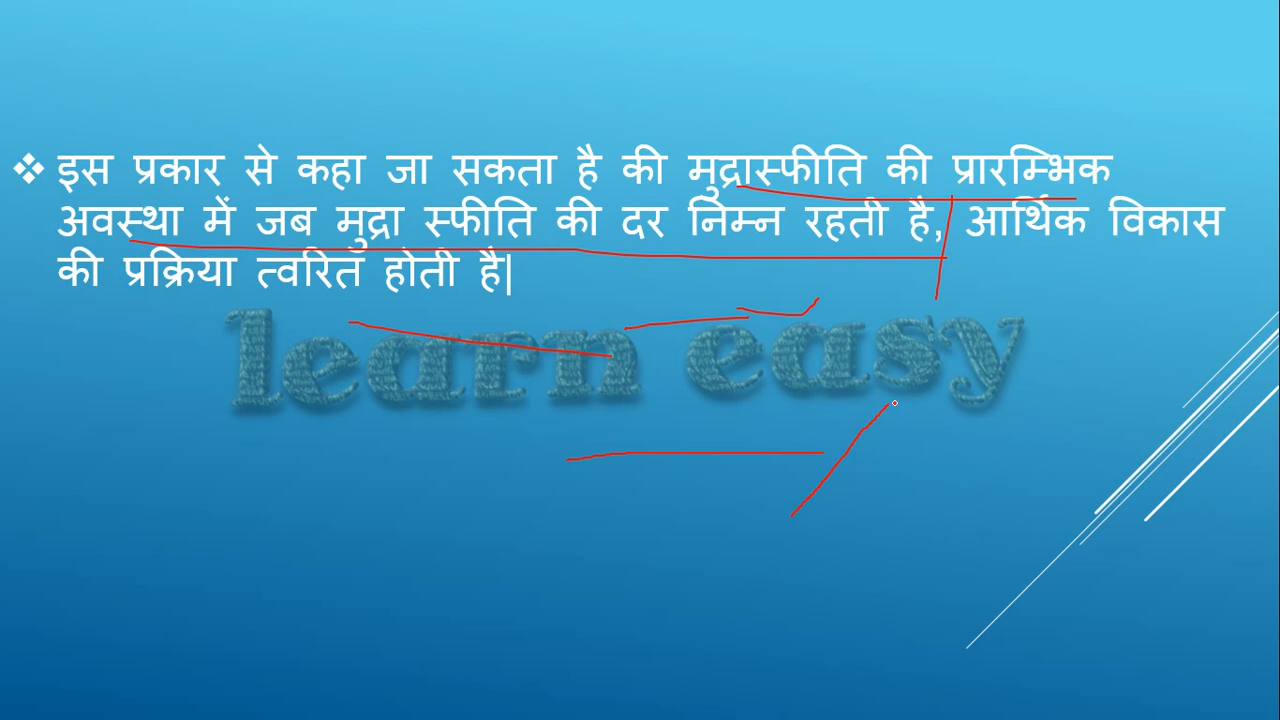 ❖ इस प्रकार से कहा जा सकता है की मुद्रास्फीति की प्रारम्भिक
अवस्था में जब मुद्रा स्फीति की दर निम्न रहती है, आर्थिक विकास
की प्रक्रिया त्वरित होती है|
learn easy